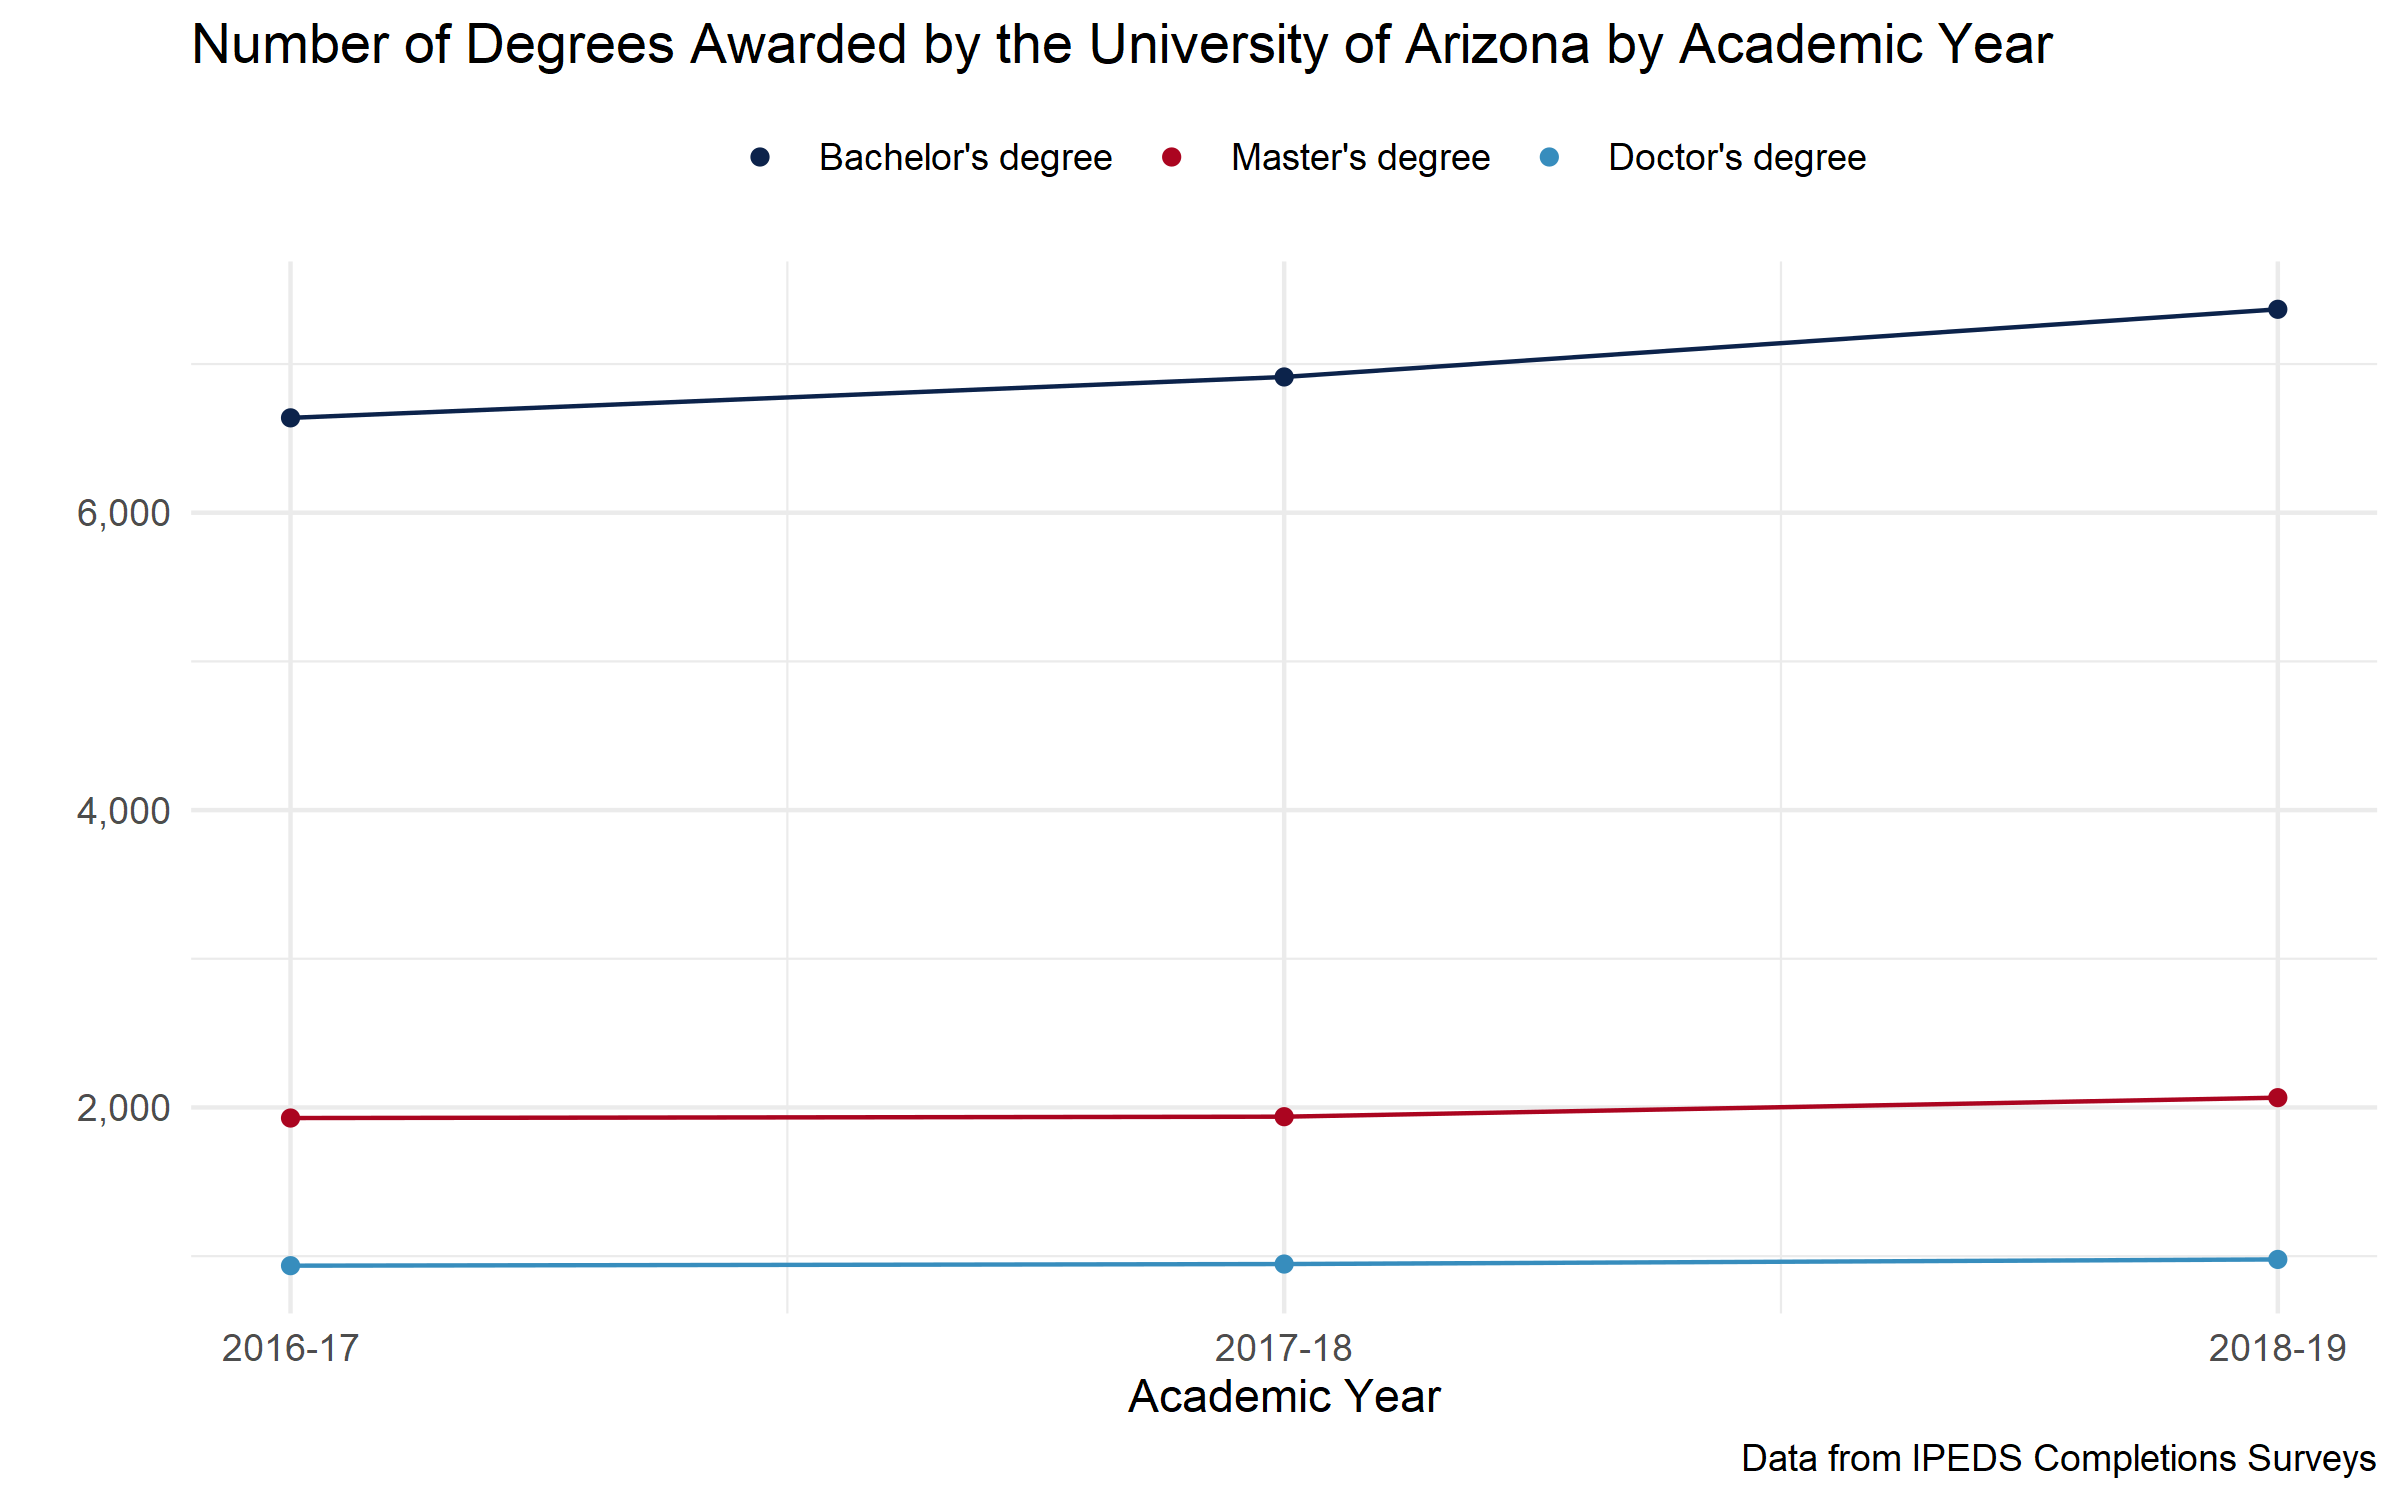 Number of Degrees Awarded by the University of Arizona by Academic Year
Bachelor's degree Master's degree Doctor's degree
6,000
4,000
2,000
2016-17 2017-18 2018-19
Academic Year
Data from IPEDS Completions Surveys